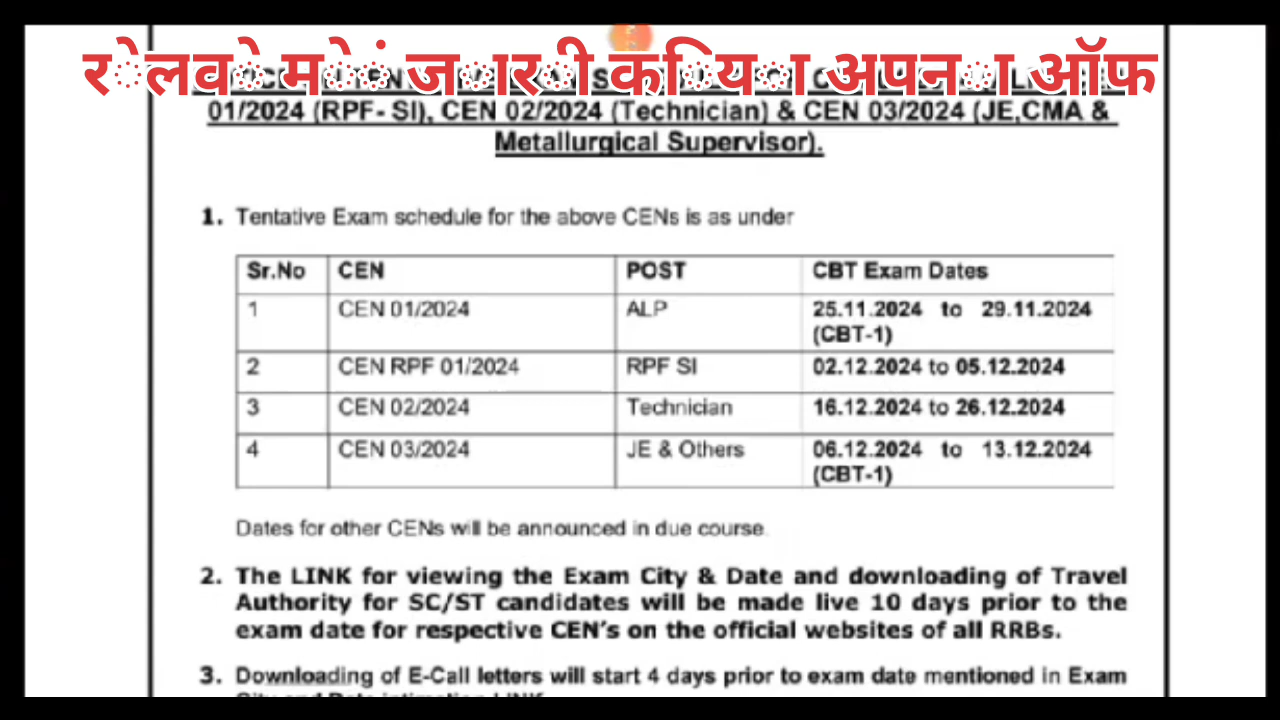 रेलवे में जारी किया अपना ऑफ
01/2024 (RPF- SI), CEN 02/2024 (Technician) & CEN 03/2024 (JE,CMA &
Metallurgical Supervisor).
1. Tentative Exam schedule for the above CENs is as under
Sr.No CEN POST CBT Exam Dates
1 CEN 01/2024 ALP 25.11.2024 to 29.11.2024
(CBT-1)
2 CEN RPF 01/2024 RPF SI 02.12.2024 to 05.12.2024
3 CEN 02/2024 Technician 16.12.2024 to 26.12.2024
4 CEN 03/2024 JE & Others 06.12.2024 to 13.12.2024
(CBT-1)
Dates for other CENs will be announced in due course.
2. The LINK for viewing the Exam City & Date and downloading of Travel
Authority for SC/ST candidates will be made live 10 days prior to the
exam date for respective CEN's on the official websites of all RRBs.
3. Downloading of E-Call letters will start 4 days prior to exam date mentioned in Exam